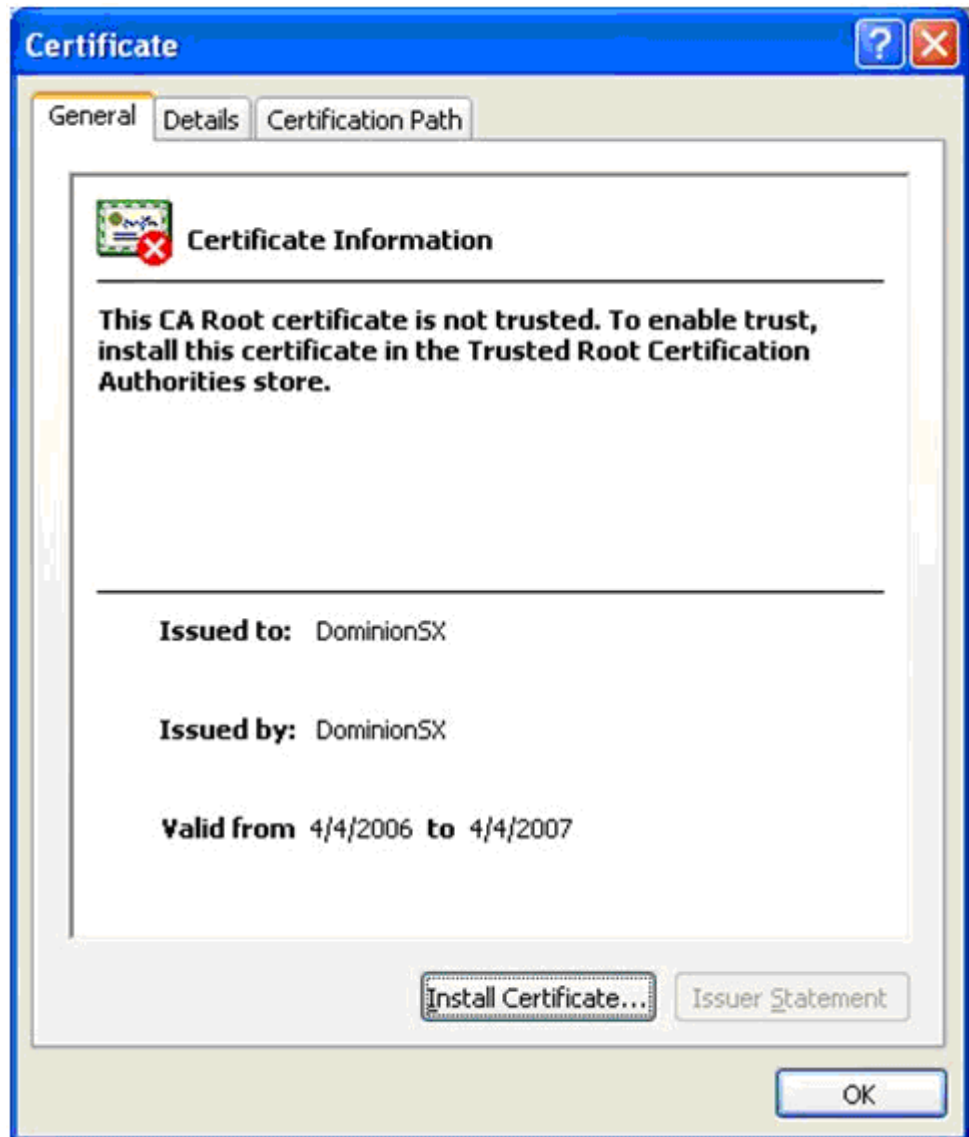 Certificate
General Details Certification Path
Certificate Information
This CA Root certificate is not trusted. To enable trust,
install this certificate in the Trusted Root Certification
Authorities store.
Issued to: DominionSX
Issued by: DominionSX
Valid from 4/4/2006 to 4/4/2007
Install Certificate... Issuer Statement
OK